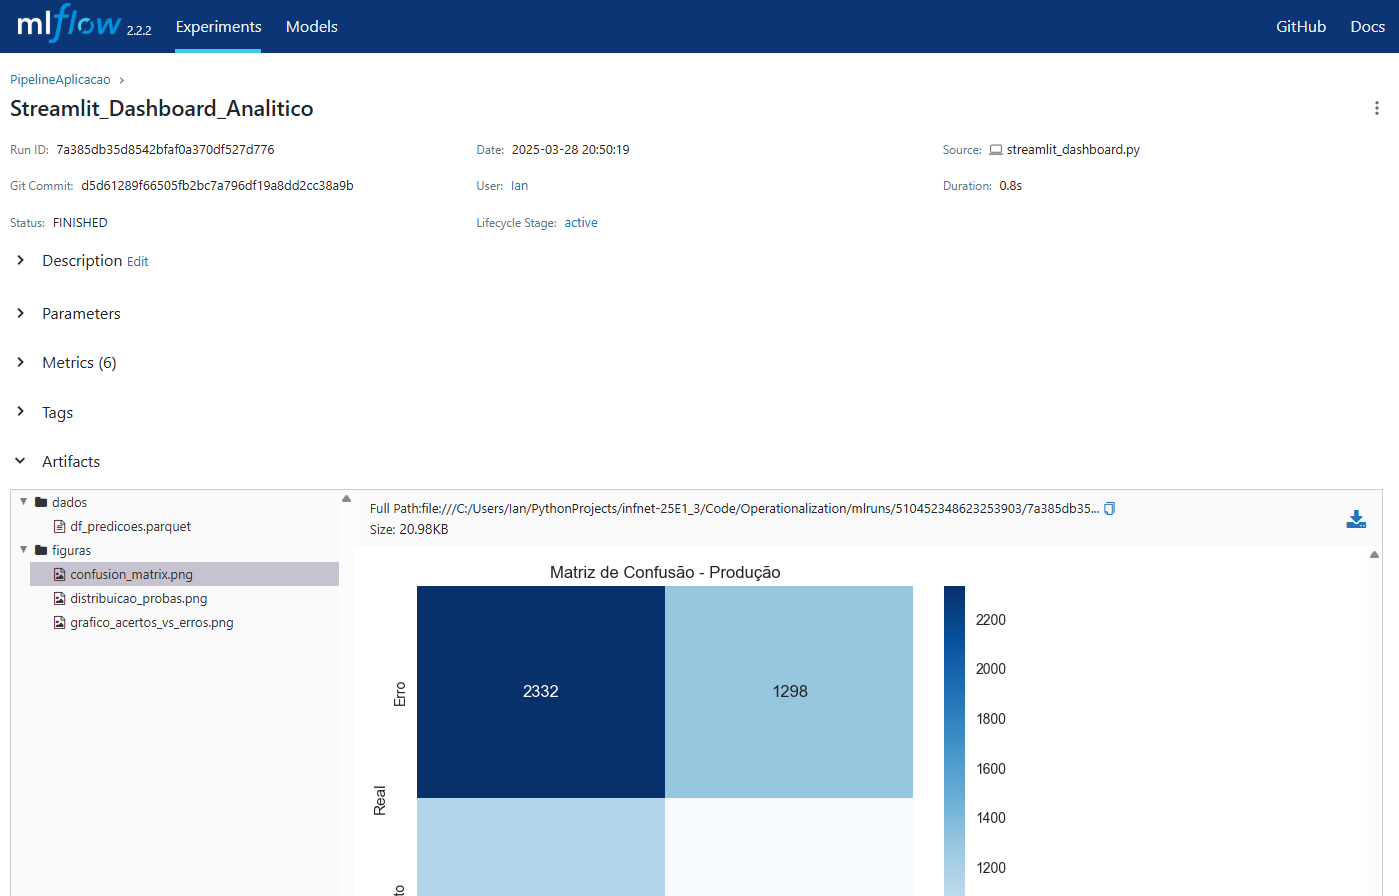 mlflow 2.2.2 Experiments Models GitHub Docs
PipelineAplicacao
Streamlit_Dashboard_Analitico
Run ID: 7a385db35d8542bfaf0a370df527d776 Date: 2025-03-28 20:50:19 Source: streamlit_dashboard.py
Git Commit: d5d61289f66505fb2bc7a796df19a8dd2cc38a9b User: Ian Duration: 0.8s
Status: FINISHED Lifecycle Stage: active
Description Edit
Parameters
Metrics (6)
Tags
Artifacts
dados
df_predicoes.parquet
figuras
confusion_matrix.png
distribuicao_probas.png
grafico_acertos_vs_erros.png
Full Path:file:///C:/Users/Ian/PythonProjects/infnet-25E1_3/Code/Operationalization/mlruns/510452348623253903/7a385db35...
Size: 20.98KB
Matriz de Confusão - Produção
Erro
2332 1298
Real
to
2200
2000
1800
1600
1400
1200